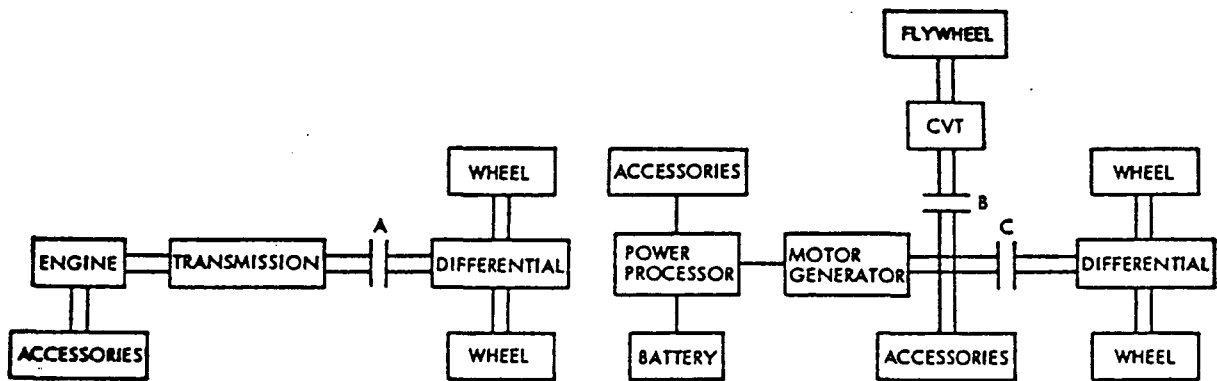 FLYWHEEL
CVT
WHEEL
ACCESSORIES
WHEEL
A
B
C
ENGINE
TRANSMISSION
DIFFERENTIAL
POWER
PROCESSOR
MOTOR
GENERATOR
DIFFERENTIAL
ACCESSORIES
WHEEL
BATTERY
ACCESSORIES
WHEEL